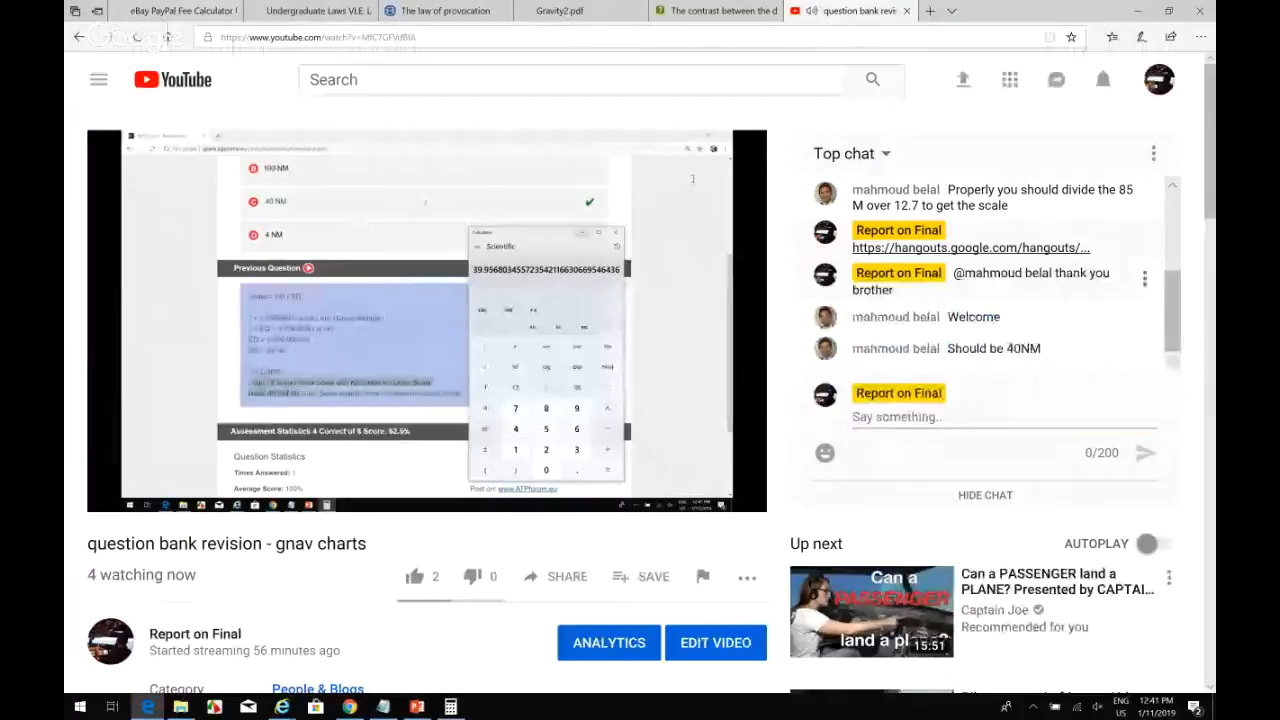 eBay PayPal Fee Calculator
Undergraduate Laws VLE: L
The law of provocation
Gravity2.pdf
The contrast between the d
question bank revi
https://www.youtube.com/watch?v=MfC7GFVdBIA
YouTube
Search
Top chat
mahmoud belal Properly you should divide the 85
M over 12.7 to get the scale
Report on Final
https://hangouts.google.com/hangouts/...
Report on Final @mahmoud belal thank you
brother
mahmoud belal Welcome
mahmoud belal Should be 40NM
Report on Final
Say something...
0/200
HIDE CHAT
B 100 NM
C 40 NM
D 4 NM
Calculator
Scientific
Previous Question
7 8 9
4 5 6
1 2 3
0
Assessment Statistics 4 Correct of 8 Score, 62.5%
Question Statistics
Times Answered: 1
Average Score: 100%
Post on: www.ATPforum.eu
question bank revision - gnav charts
4 watching now
2
0
SHARE
SAVE
Report on Final
Started streaming 56 minutes ago
ANALYTICS
EDIT VIDEO
Category
People & Blogs
Up next
AUTOPLAY
Can a
PASSENGER
land a plane?
15:51
Can a PASSENGER land a
PLANE? Presented by CAPTAI...
Captain Joe
Recommended for you
ENG
US
12:41 PM
1/11/2019
2